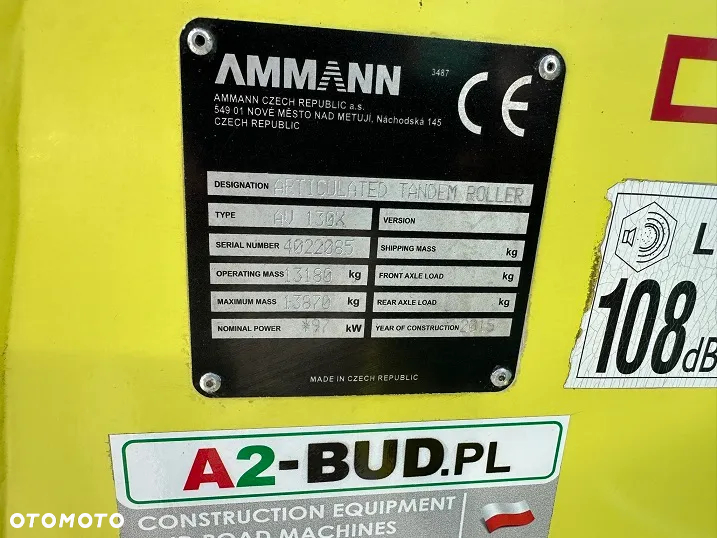 AMMANN
3487
CE
AMMANN CZECH REPUBLIC a.s.
549 01 NOVÉ MĚSTO NAD METUJÍ, Náchodská 145
CZECH REPUBLIC
DESIGNATION ARTICULATED TANDEM ROLLER
TYPE AV 130X
VERSION
SERIAL NUMBER 4022085
SHIPPING MASS kg
OPERATING MASS 13180 kg
FRONT AXLE LOAD kg
MAXIMUM MASS 13870 kg
REAR AXLE LOAD kg
NOMINAL POWER *97 kW
YEAR OF CONSTRUCTION 2015
MADE IN CZECH REPUBLIC
L
108dB
A2-BUD.PL
CONSTRUCTION EQUIPMENT
ROAD MACHINES
OTOMOTO